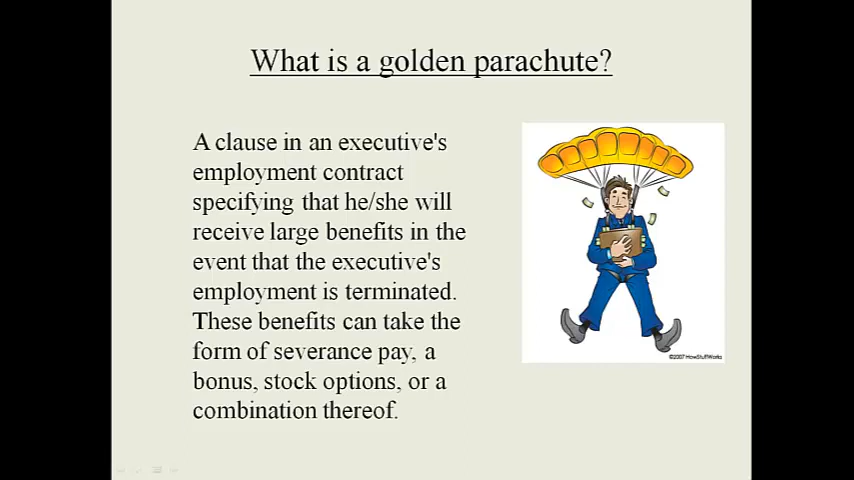 What is a golden parachute?
A clause in an executive's
employment contract
specifying that he/she will
receive large benefits in the
event that the executive's
employment is terminated.
These benefits can take the
form of severance pay, a
bonus, stock options, or a
combination thereof.
©2007 HowStuffWorks